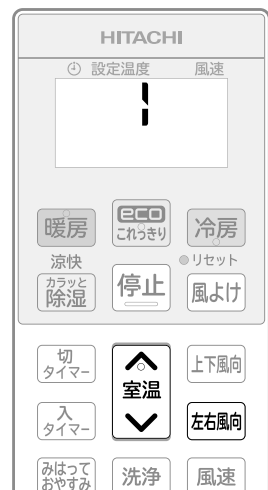 HITACHI
設定温度 風速
1
暖房
eco
これっきり
冷房
涼快
カラッと
除湿
停止
リセット
風よけ
切
タイマー
室温
上下風向
入
タイマー
左右風向
みはって
おやすみ
洗浄
風速